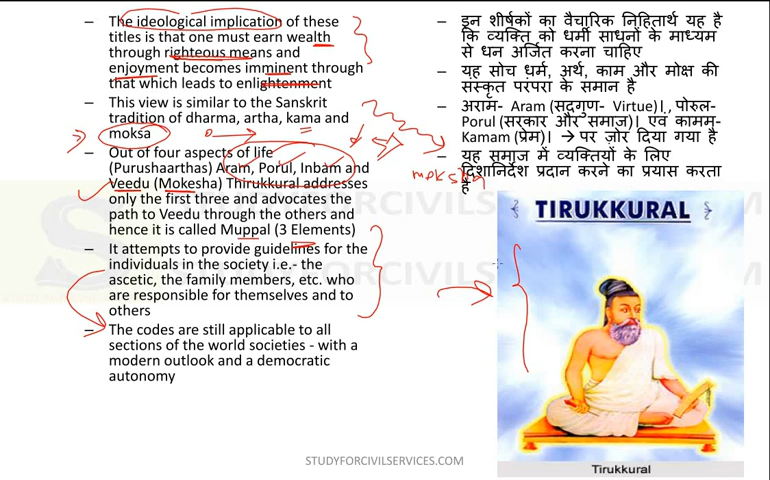 – The ideological implication of these
titles is that one must earn wealth
through righteous means and
enjoyment becomes imminent through
that which leads to enlightenment
– This view is similar to the Sanskrit
tradition of dharma, artha, kama and
moksa
– Out of four aspects of life
(Purushaarthas) Aram, Porul, Inbam and
Veedu (Mokesha) Thirukkural addresses
only the first three and advocates the
path to Veedu through the others and
hence it is called Muppal (3 Elements)
– It attempts to provide guidelines for the
individuals in the society i.e.- the
ascetic, the family members, etc. who
are responsible for themselves and to
others
– The codes are still applicable to all
sections of the world societies - with a
modern outlook and a democratic
autonomy
– इन शीर्षकों का वैचारिक निहितार्थ यह है
कि व्यक्ति को धर्मी साधनों के माध्यम
से धन अर्जित करना चाहिए
– यह सोच धर्म, अर्थ, काम और मोक्ष की
संस्कृत परंपरा के समान है
– अराम- Aram (सद्गुण- Virtue)|, पोरुल-
Porul (सरकार और समाज)| एवं कामम्-
Kamam (प्रेम)| → पर ज़ोर दिया गया है
– यह समाज में व्यक्तियों के लिए
दिशानिर्देश प्रदान करने का प्रयास करता
है
moksha
TIRUKKURAL
Tirukkural
STUDYFORCIVILSERVICES.COM